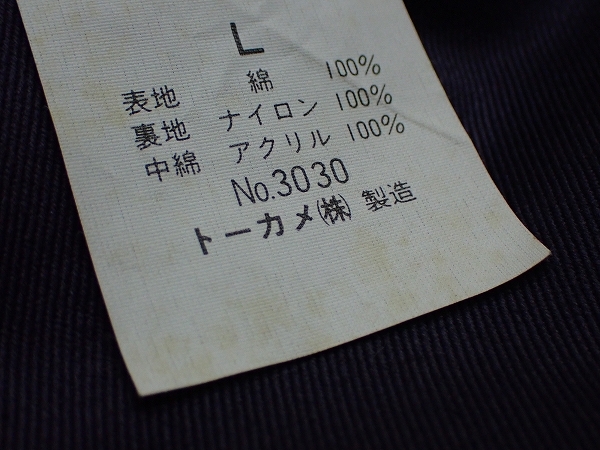 L
表地 綿 100%
裏地 ナイロン 100%
中綿 アクリル 100%
No.3030
トーカメ㈱ 製造